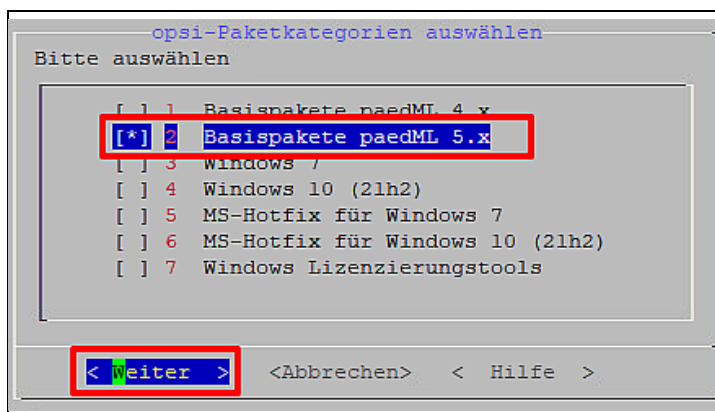 opsi-Paketkategorien auswählen
Bitte auswählen
[ ] 1 Basispakete paedML 4.x
[*] 2 Basispakete paedML 5.x
[ ] 3 Windows 7
[ ] 4 Windows 10 (21h2)
[ ] 5 MS-Hotfix für Windows 7
[ ] 6 MS-Hotfix für Windows 10 (21h2)
[ ] 7 Windows Lizenzierungstools
< Weiter > <Abbrechen> < Hilfe >